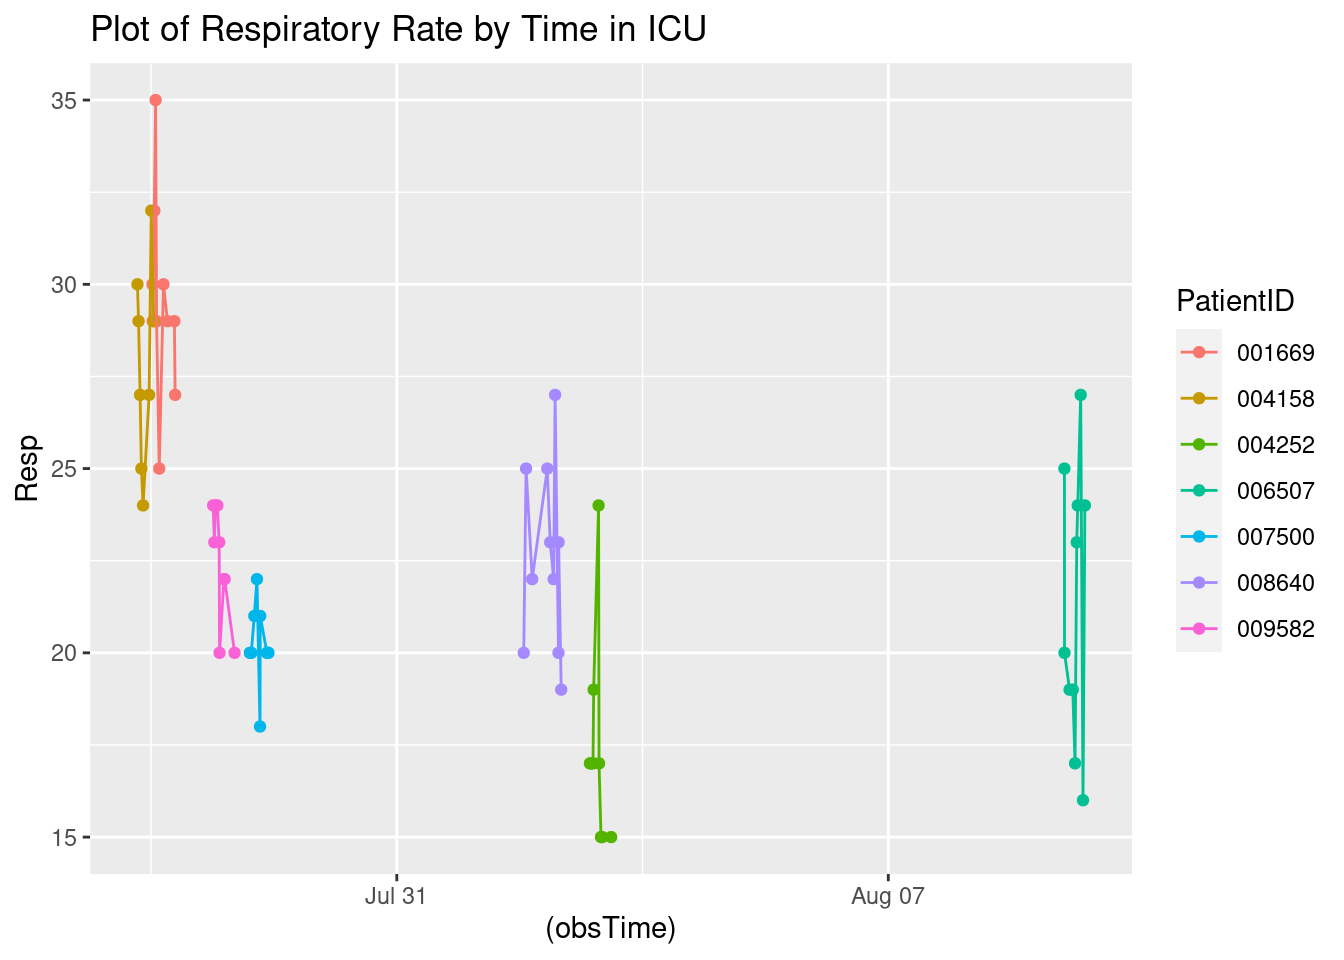 Plot of Respiratory Rate by Time in ICU
35
30
25
20
15
Resp
Jul 31
Aug 07
(obsTime)
PatientID
001669
004158
004252
006507
007500
008640
009582